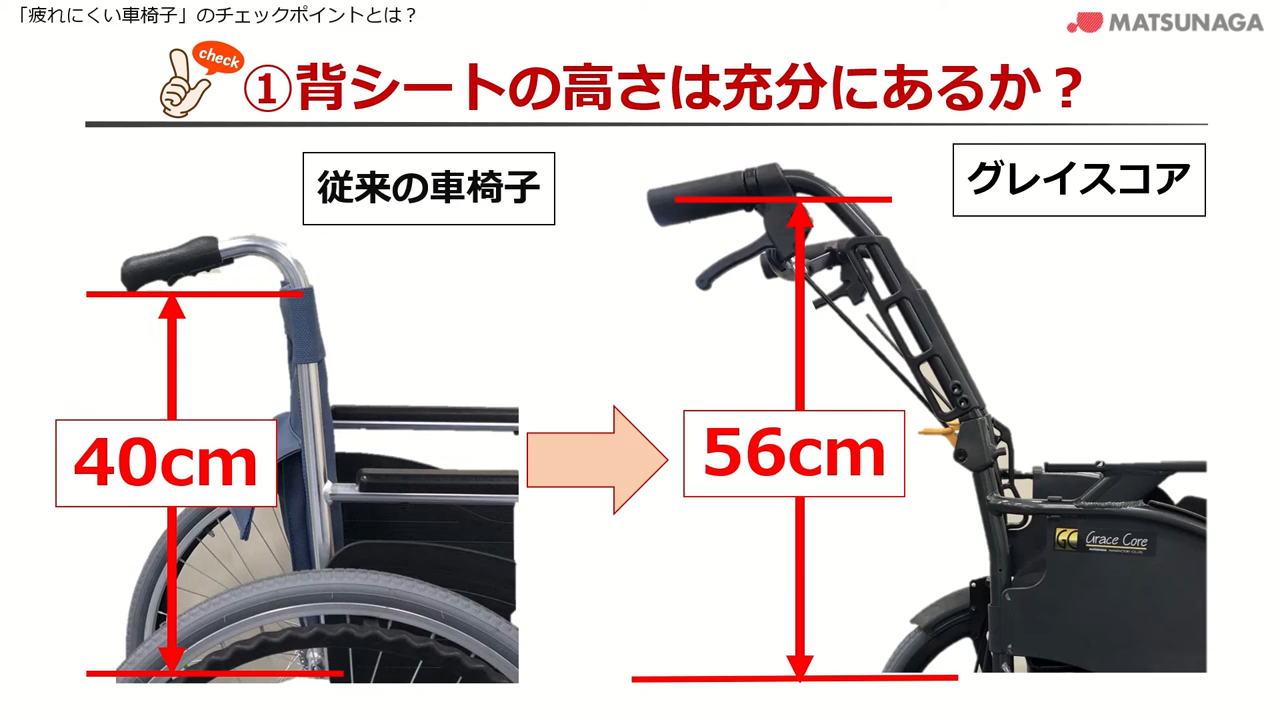 「疲れにくい車椅子」のチェックポイントとは？
MATSUNAGA
check
①背シートの高さは充分にあるか？
従来の車椅子
グレイスコア
40cm
56cm
GC
Grace Core